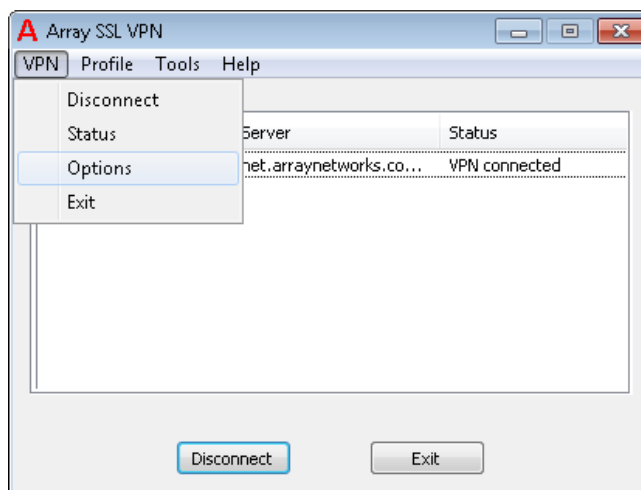 Array SSL VPN
VPN Profile Tools Help
Disconnect
Status
Options
Exit
Server Status
net.arraynetworks.co... VPN connected
Disconnect Exit